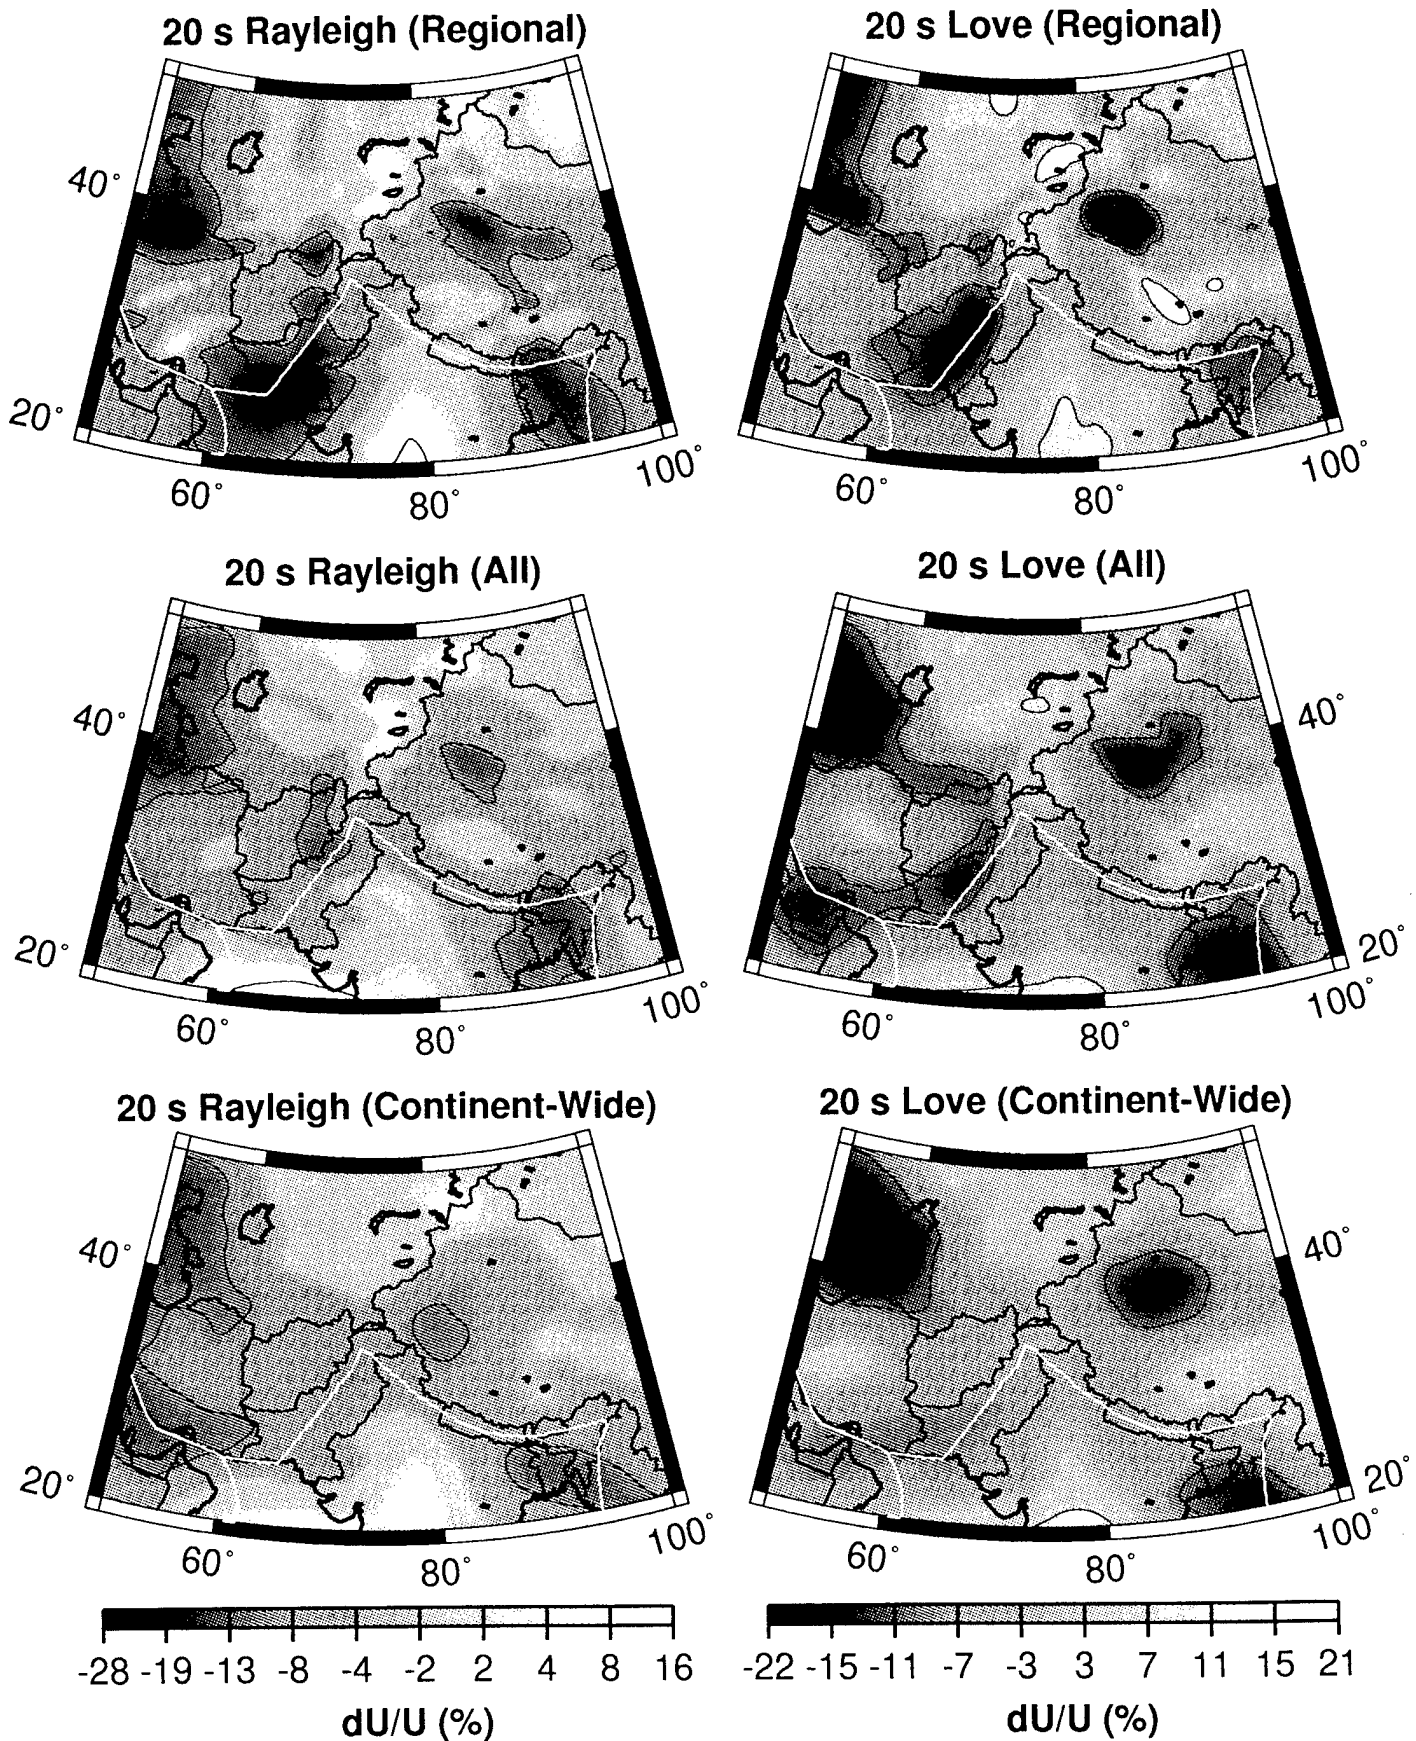 20 s Rayleigh (Regional)
20 s Love (Regional)
40°
20°
60°
80°
100°
60°
80°
100°
20 s Rayleigh (All)
20 s Love (All)
40°
40°
20°
20°
60°
80°
100°
60°
80°
100°
20 s Rayleigh (Continent-Wide)
20 s Love (Continent-Wide)
40°
40°
20°
20°
60°
80°
100°
60°
80°
100°
-28 -19 -13 -8 -4 -2 2 4 8 16
-22 -15 -11 -7 -3 3 7 11 15 21
dU/U (%)
dU/U (%)